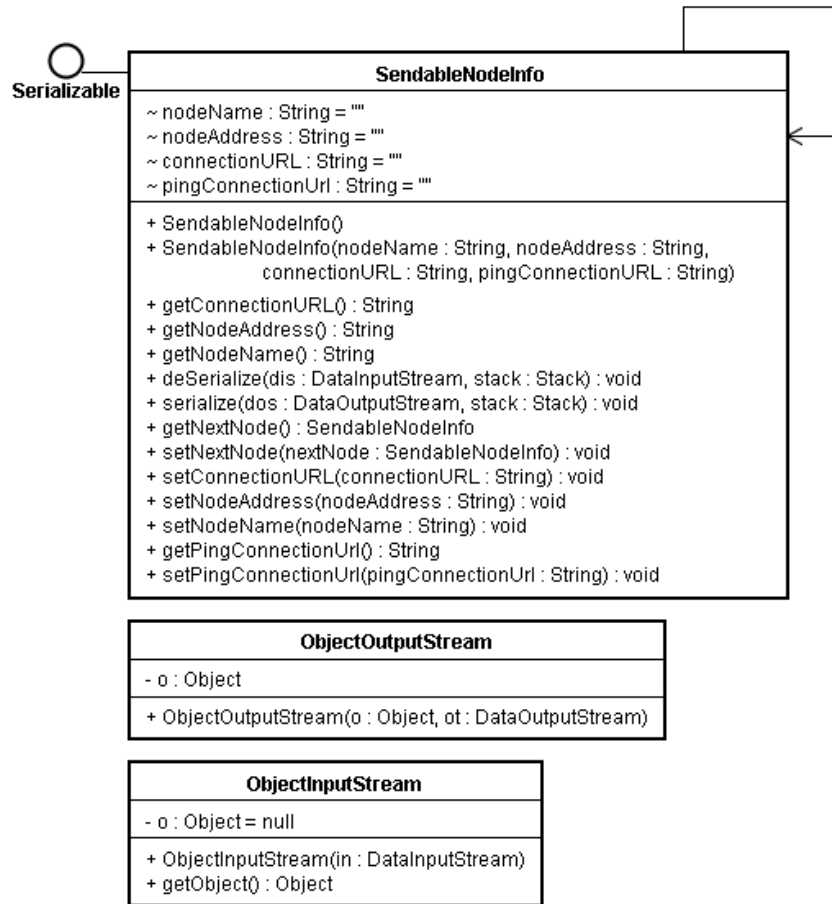 SendableNodeInfo
Serializable
~ nodeName : String = ""
~ nodeAddress : String = ""
~ connectionURL : String = ""
~ pingConnectionUrl : String = ""
+ SendableNodeInfo()
+ SendableNodeInfo(nodeName : String, nodeAddress : String,
connectionURL : String, pingConnectionURL : String)
+ getConnectionURL() : String
+ getNodeAddress() : String
+ getNodeName() : String
+ deSerialize(dis : DataInputStream, stack : Stack) : void
+ serialize(dos : DataOutputStream, stack : Stack) : void
+ getNextNode() : SendableNodeInfo
+ setNextNode(nextNode : SendableNodeInfo) : void
+ setConnectionURL(connectionURL : String) : void
+ setNodeAddress(nodeAddress : String) : void
+ setNodeName(nodeName : String) : void
+ getPingConnectionUrl() : String
+ setPingConnectionUrl(pingConnectionUrl : String) : void
ObjectOutputStream
- o : Object
+ ObjectOutputStream(o : Object, ot : DataOutputStream)
ObjectInputStream
- o : Object = null
+ ObjectInputStream(in : DataInputStream)
+ getObject() : Object